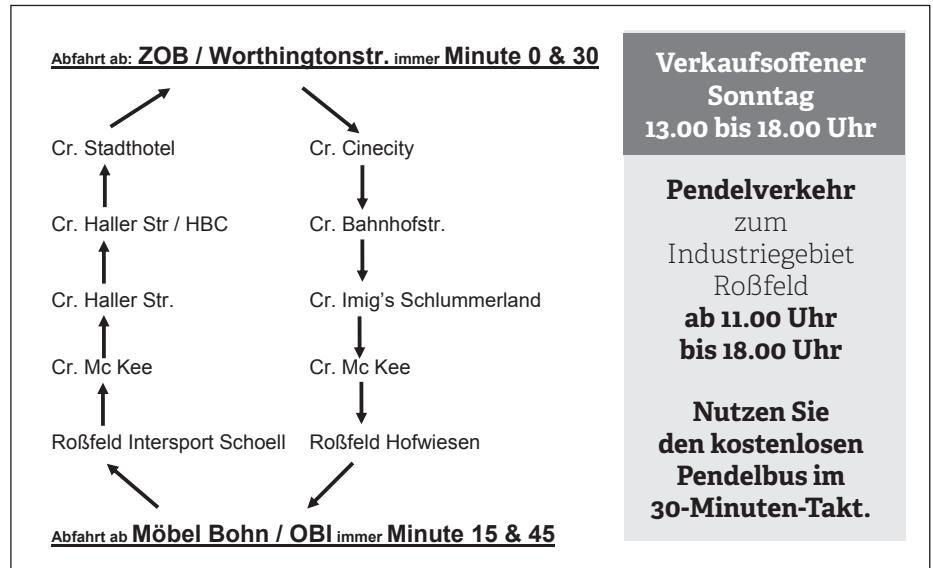 Abfahrt ab: ZOB / Worthingtonstr. immer Minute 0 & 30
Cr. Stadthotel
Cr. Cinecity
Cr. Haller Str / HBC
Cr. Bahnhofstr.
Cr. Haller Str.
Cr. Imig's Schlummerland
Cr. Mc Kee
Cr. Mc Kee
Roßfeld Intersport Schoell
Roßfeld Hofwiesen
Abfahrt ab Möbel Bohn / OBI immer Minute 15 & 45
Verkaufsoffener
Sonntag
13.00 bis 18.00 Uhr
Pendelverkehr
zum
Industriegebiet
Roßfeld
ab 11.00 Uhr
bis 18.00 Uhr
Nutzen Sie
den kostenlosen
Pendelbus im
30-Minuten-Takt.